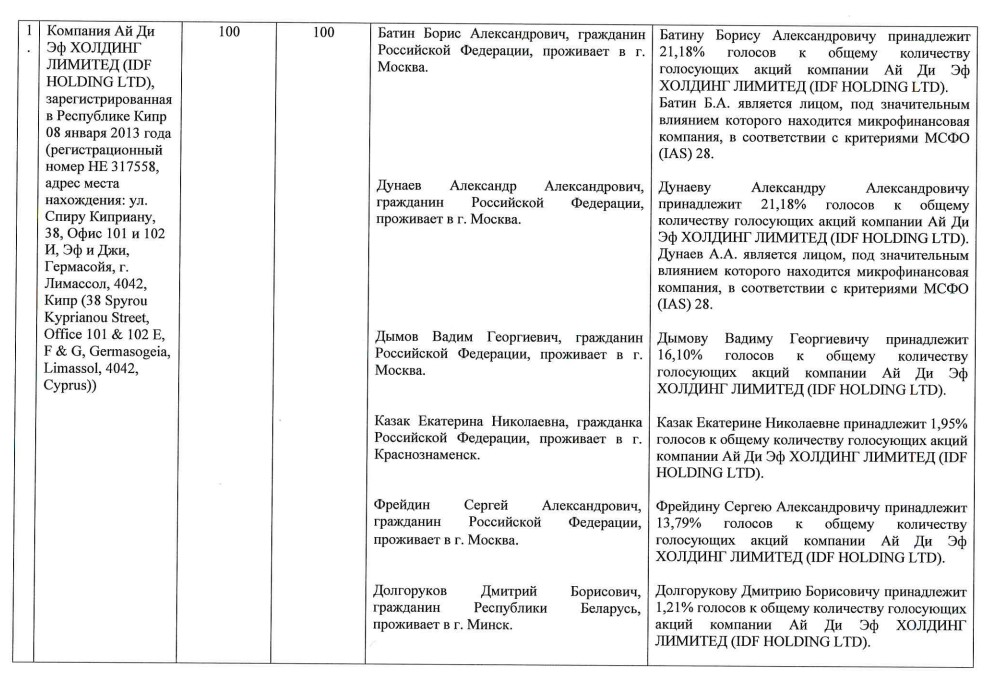 1
.
Компания Ай Ди
Эф ХОЛДИНГ
ЛИМИТЕД (IDF
HOLDING LTD),
зарегистрированная
в Республике Кипр
08 января 2013 года
(регистрационный
номер НЕ 317558,
адрес места
нахождения: ул.
Спиру Киприану,
38, Офис 101 и 102
И, Эф и Джи,
Гермасойя, г.
Лимассол, 4042,
Кипр (38 Spyrou
Kyprianou Street,
Office 101 & 102 E,
F & G, Germasogeia,
Limassol, 4042,
Cyprus))
100
100
Батин Борис Александрович, гражданин
Российской Федерации, проживает в г.
Москва.
Батину Борису Александровичу принадлежит
21,18% голосов к общему количеству
голосующих акций компании Ай Ди Эф
ХОЛДИНГ ЛИМИТЕД (IDF HOLDING LTD).
Батин Б.А. является лицом, под значительным
влиянием которого находится микрофинансовая
компания, в соответствии с критериями МСФО
(IAS) 28.
Дунаев Александр Александрович,
гражданин Российской Федерации,
проживает в г. Москва.
Дунаеву Александру Александровичу
принадлежит 21,18% голосов к общему
количеству голосующих акций компании Ай Ди
Эф ХОЛДИНГ ЛИМИТЕД (IDF HOLDING LTD).
Дунаев А.А. является лицом, под значительным
влиянием которого находится микрофинансовая
компания, в соответствии с критериями МСФО
(IAS) 28.
Дымов Вадим Георгиевич, гражданин
Российской Федерации, проживает в г.
Москва.
Дымову Вадиму Георгиевичу принадлежит
16,10% голосов к общему количеству
голосующих акций компании Ай Ди Эф
ХОЛДИНГ ЛИМИТЕД (IDF HOLDING LTD).
Казак Екатерина Николаевна, гражданка
Российской Федерации, проживает в г.
Краснознаменск.
Казак Екатерине Николаевне принадлежит 1,95%
голосов к общему количеству голосующих акций
компании Ай Ди Эф ХОЛДИНГ ЛИМИТЕД (IDF
HOLDING LTD).
Фрейдин Сергей Александрович,
гражданин Российской Федерации,
проживает в г. Москва.
Фрейдину Сергею Александровичу принадлежит
13,79% голосов к общему количеству
голосующих акций компании Ай Ди Эф
ХОЛДИНГ ЛИМИТЕД (IDF HOLDING LTD).
Долгоруков Дмитрий Борисович,
гражданин Республики Беларусь,
проживает в г. Минск.
Долгорукову Дмитрию Борисовичу принадлежит
1,21% голосов к общему количеству голосующих
акций компании Ай Ди Эф ХОЛДИНГ
ЛИМИТЕД (IDF HOLDING LTD).